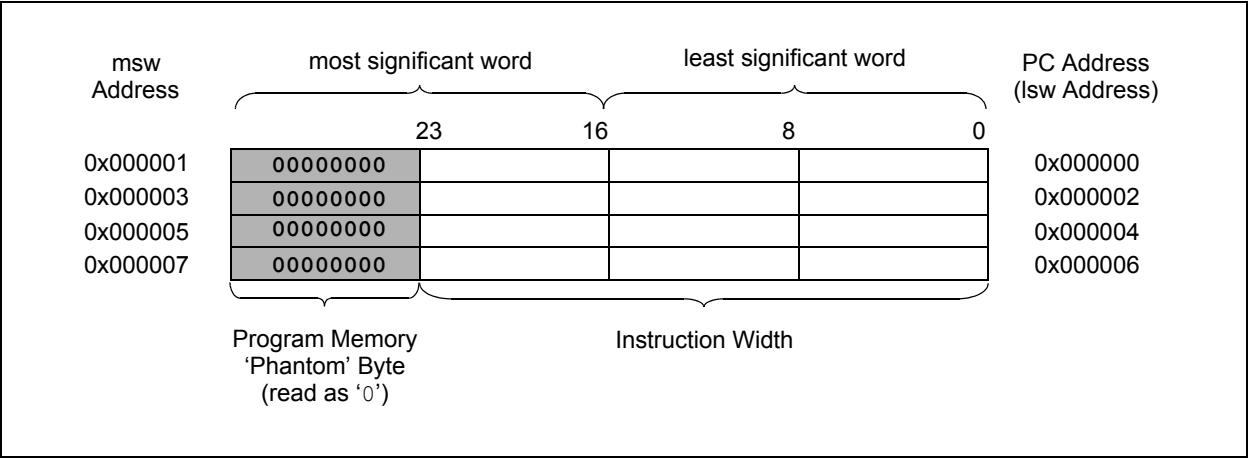 msw
Address
most significant word
least significant word
PC Address
(lsw Address)
23
16
8
0
0x000001
00000000
0x000000
0x000003
00000000
0x000002
0x000005
00000000
0x000004
0x000007
00000000
0x000006
Program Memory
‘Phantom’ Byte
(read as ‘0’)
Instruction Width